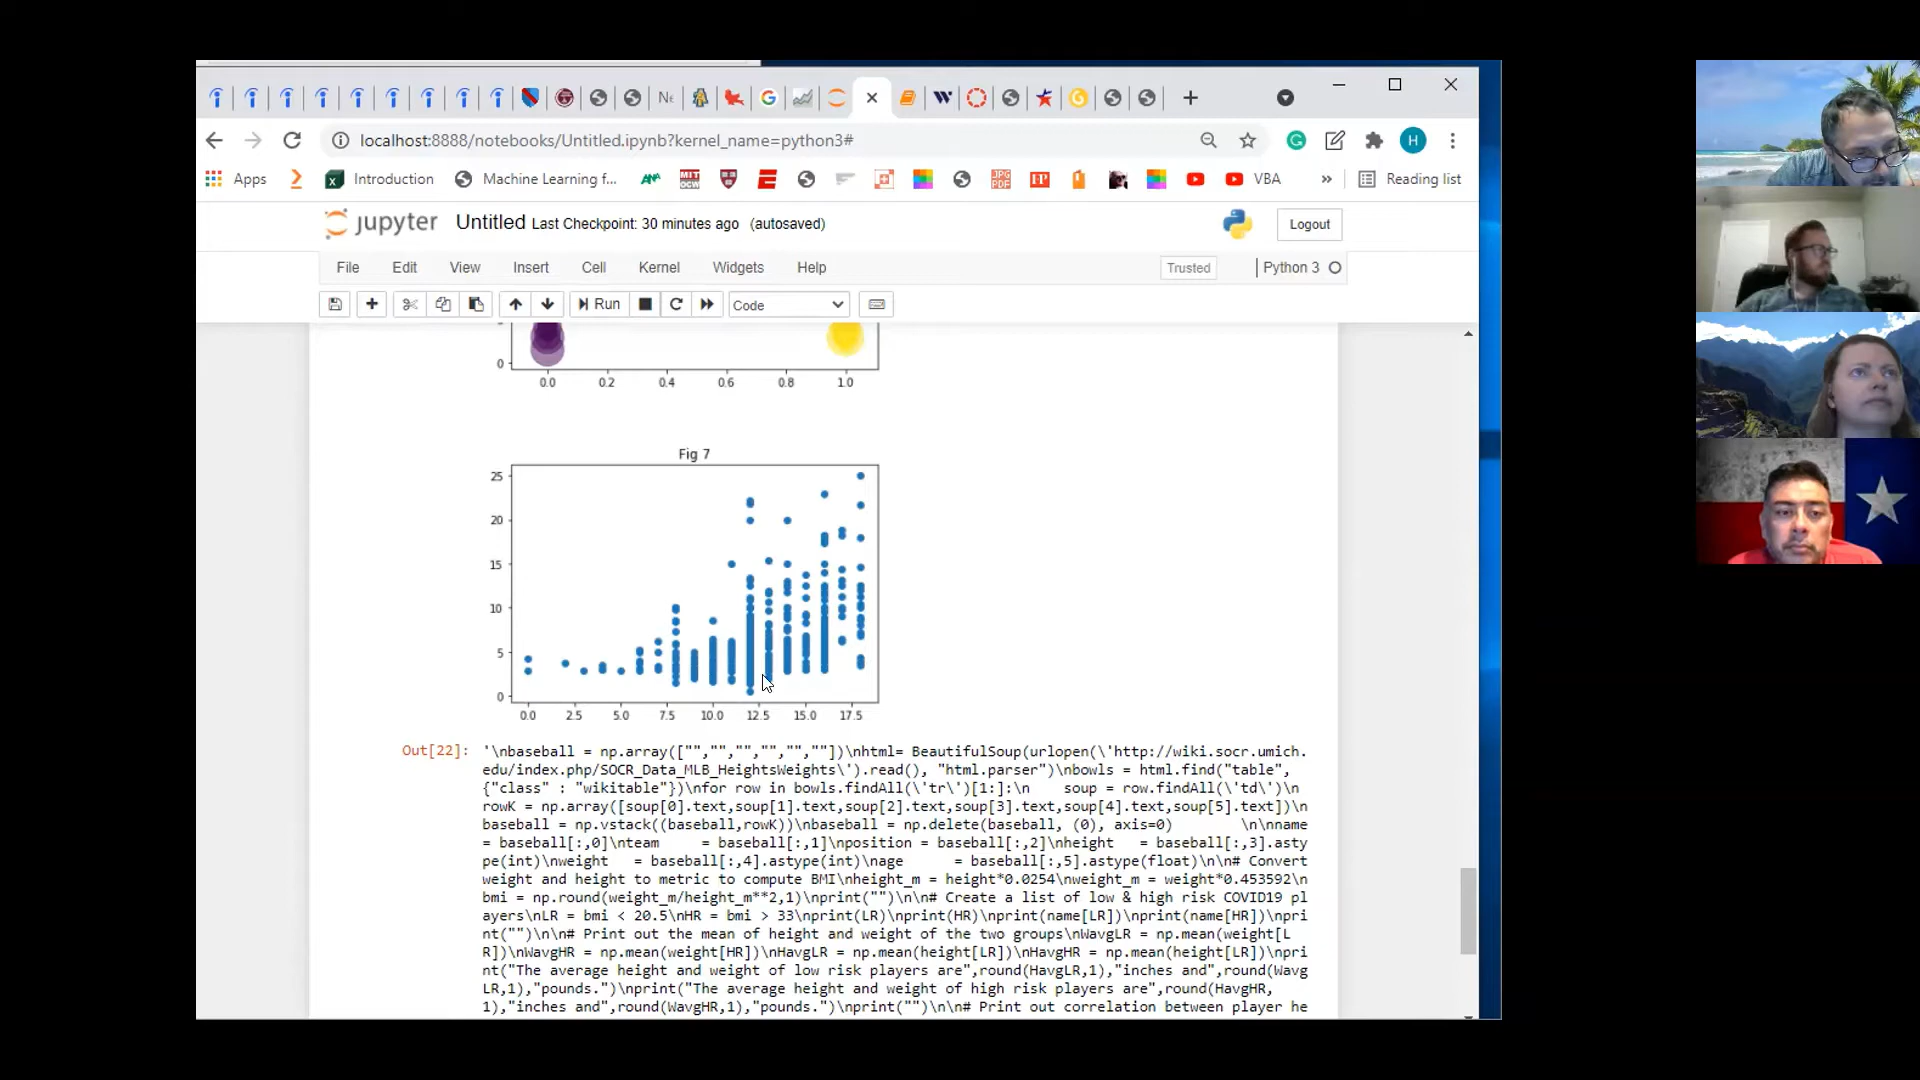 localhost:8888/notebooks/Untitled.ipynb?kernel_name=python3#
H
Apps
Introduction
Machine Learning f...
VBA
»
Reading list
jupyter Untitled Last Checkpoint: 30 minutes ago (autosaved)
Logout
File Edit View Insert Cell Kernel Widgets Help
Trusted
Python 3
Run
Code
0
0.0 0.2 0.4 0.6 0.8 1.0
Fig 7
25
20
15
10
5
0
0.0 2.5 5.0 7.5 10.0 12.5 15.0 17.5
Out[22]: '\nbaseball = np.array(["","","","","",""])\nhtml= BeautifulSoup(urlopen(\'http://wiki.socr.umich.
edu/index.php/SOCR_Data_MLB_HeightsWeights\').read(), "html.parser")\nbowls = html.find("table",
{"class" : "wikitable"})\nfor row in bowls.findAll(\'tr\')[1:]:\n    soup = row.findAll(\'td\')\n
rowK = np.array([soup[0].text,soup[1].text,soup[2].text,soup[3].text,soup[4].text,soup[5].text])\n
baseball = np.vstack((baseball,rowK))\nbaseball = np.delete(baseball, (0), axis=0)         \n\nname
= baseball[:,0]\nteam     = baseball[:,1]\nposition = baseball[:,2]\nheight   = baseball[:,3].asty
pe(int)\nweight   = baseball[:,4].astype(int)\nage      = baseball[:,5].astype(float)\n\n# Convert
weight and height to metric to compute BMI\nheight_m = height*0.0254\nweight_m = weight*0.453592\n
bmi = np.round(weight_m/height_m**2,1)\nprint("")\n\n# Create a list of low & high risk COVID19 pl
ayers\nLR = bmi < 20.5\nHR = bmi > 33\nprint(LR)\nprint(HR)\nprint(name[LR])\nprint(name[HR])\npri
nt("")\n\n# Print out the mean of height and weight of the two groups\nWavgLR = np.mean(weight[L
R])\nWavgHR = np.mean(weight[HR])\nHavgLR = np.mean(height[LR])\nHavgHR = np.mean(height[LR])\npri
nt("The average height and weight of low risk players are",round(HavgLR,1),"inches and",round(Wavg
LR,1),"pounds.")\nprint("The average height and weight of high risk players are",round(HavgHR,
1),"inches and",round(WavgHR,1),"pounds.")\nprint("")\n\n# Print out correlation between player he